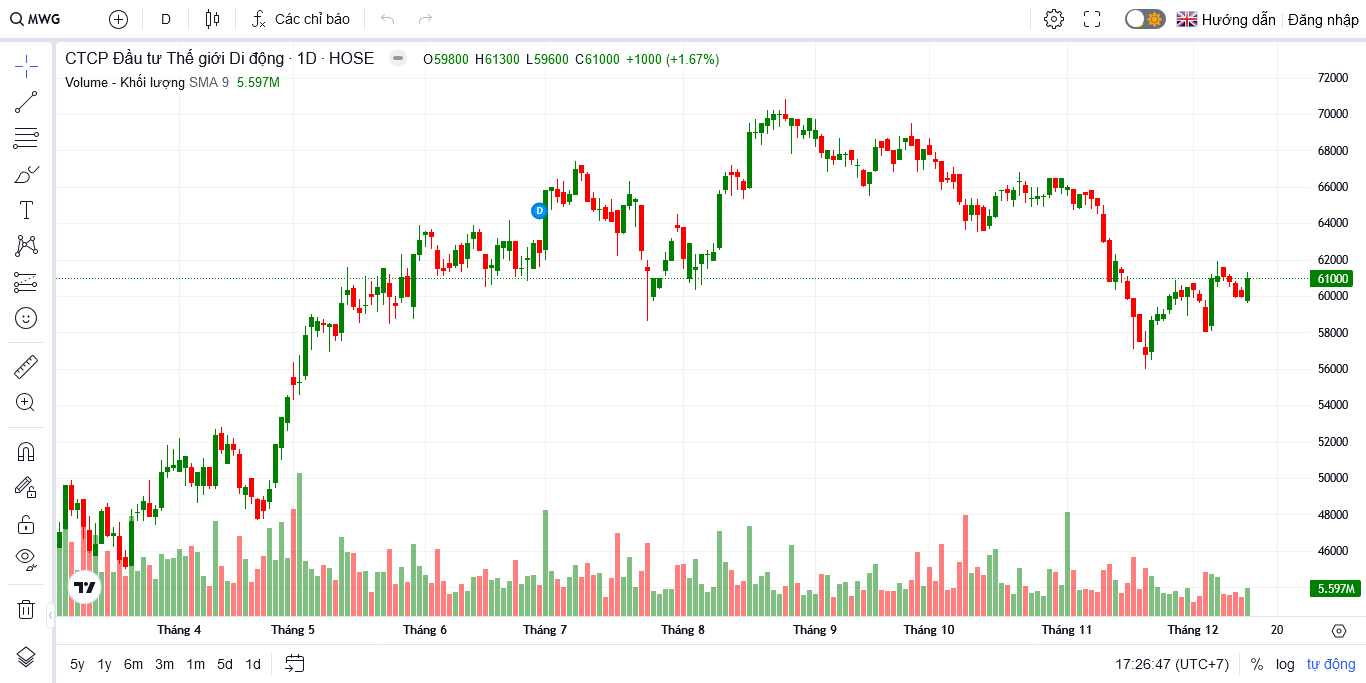 MWG D Các chỉ báo Hướng dẫn Đăng nhập
CTCP Đầu tư Thế giới Di động · 1D · HOSE O59800 H61300 L59600 C61000 +1000 (+1.67%)
Volume - Khối lượng SMA 9 5.597M
72000
70000
68000
66000
D
64000
62000
61000
60000
58000
56000
54000
52000
50000
48000
46000
5.597M
Tháng 4 Tháng 5 Tháng 6 Tháng 7 Tháng 8 Tháng 9 Tháng 10 Tháng 11 Tháng 12 20
5y 1y 6m 3m 1m 5d 1d 17:26:47 (UTC+7) % log tự động